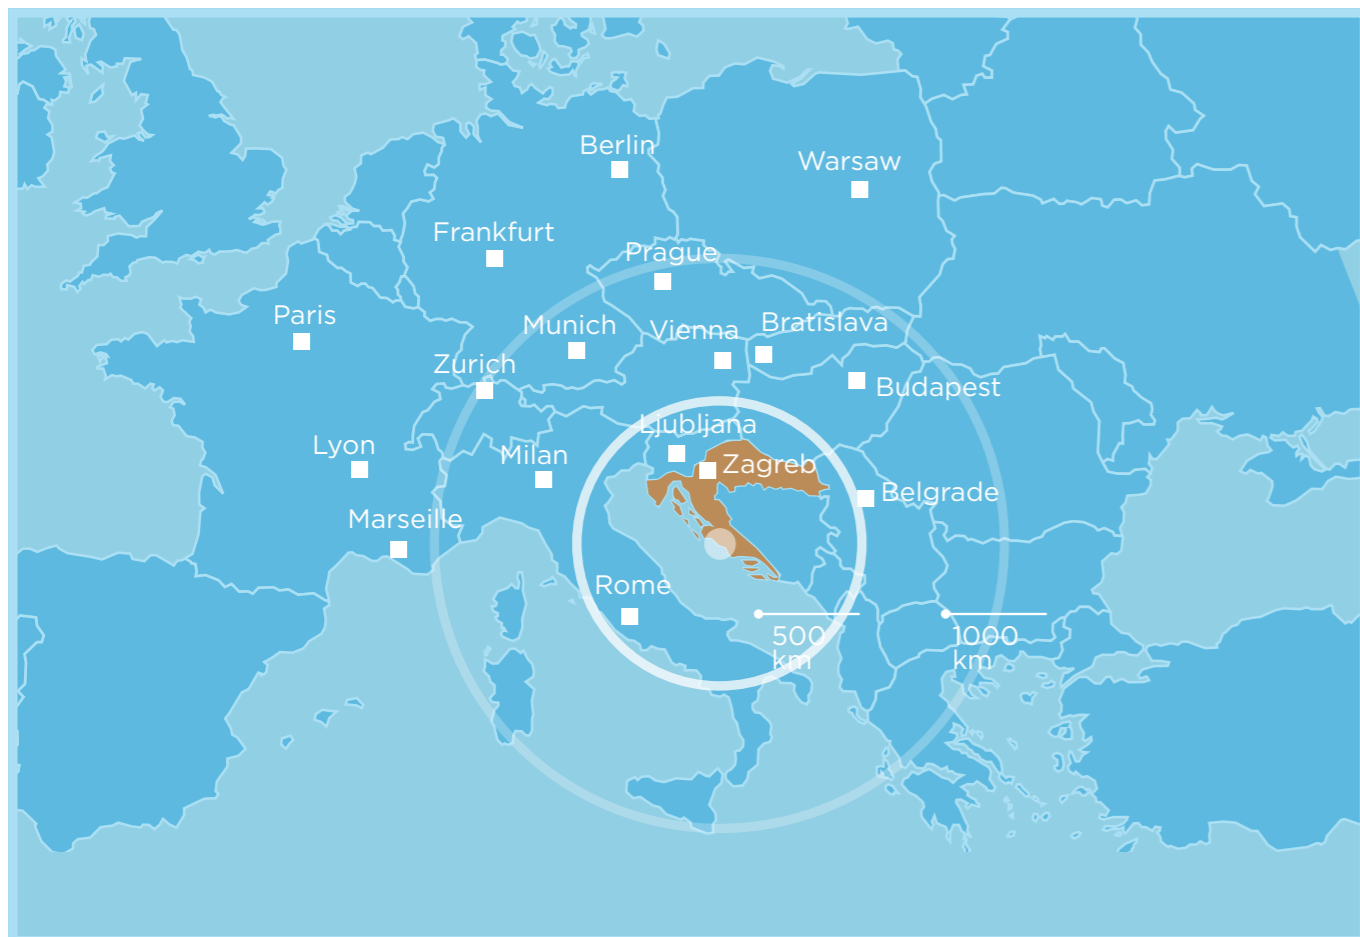 Berlin
Warsaw
Frankfurt
Prague
Paris
Munich
Vienna
Bratislava
Zurich
Budapest
Ljubljana
Lyon
Milan
Zagreb
Belgrade
Marseille
Rome
500
km
1000
km